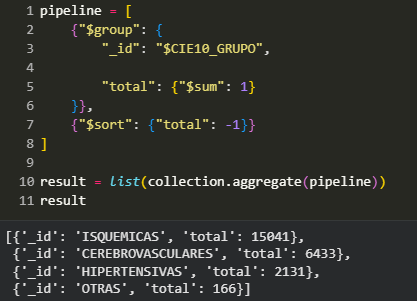 1 pipeline = [
2     {"$group": {
3         "_id": "$CIE10_GRUPO",
4
5         "total": {"$sum": 1}
6     }},
7     {"$sort": {"total": -1}}
8 ]
9
10 result = list(collection.aggregate(pipeline))
11 result
[{'_id': 'ISQUEMICAS', 'total': 15041},
 {'_id': 'CEREBROVASCULARES', 'total': 6433},
 {'_id': 'HIPERTENSIVAS', 'total': 2131},
 {'_id': 'OTRAS', 'total': 166}]